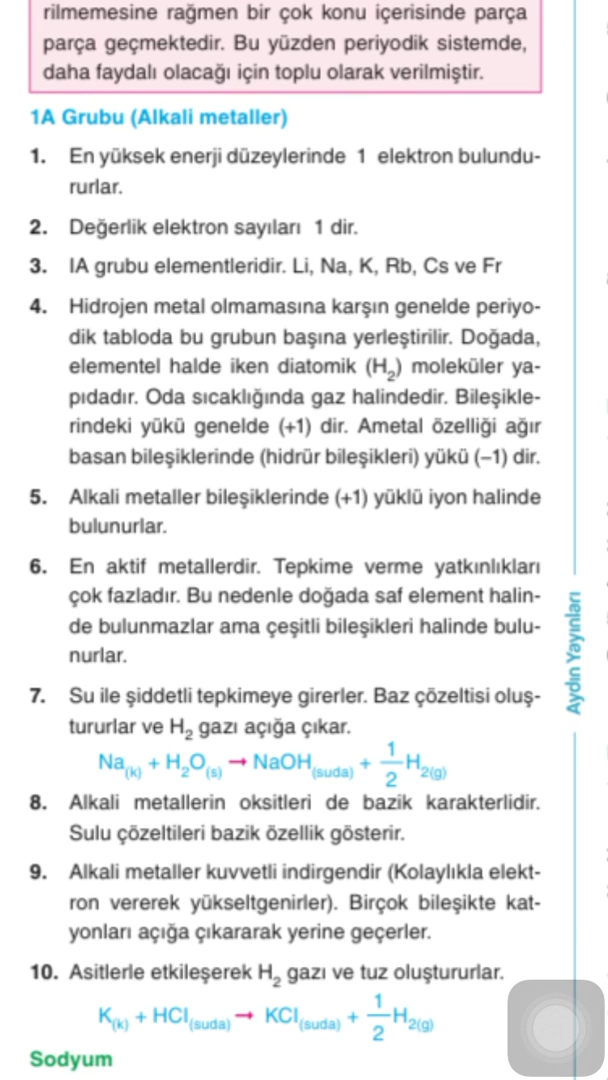 rilmemesine rağmen bir çok konu içerisinde parça
parça geçmektedir. Bu yüzden periyodik sistemde,
daha faydalı olacağı için toplu olarak verilmiştir.
1A Grubu (Alkali metaller)
1. En yüksek enerji düzeylerinde 1 elektron bulundu-
rurlar.
2. Değerlik elektron sayıları 1 dir.
3. IA grubu elementleridir. Li, Na, K, Rb, Cs ve Fr
4. Hidrojen metal olmamasına karşın genelde periyo-
dik tabloda bu grubun başına yerleştirilir. Doğada,
elementel halde iken diatomik (H₂) moleküler ya-
pıdadır. Oda sıcaklığında gaz halindedir. Bileşikle-
rindeki yükü genelde (+1) dir. Ametal özelliği ağır
basan bileşiklerinde (hidrür bileşikleri) yükü (–1) dir.
5. Alkali metaller bileşiklerinde (+1) yüklü iyon halinde
bulunurlar.
6. En aktif metallerdir. Tepkime verme yatkınlıkları
çok fazladır. Bu nedenle doğada saf element halin-
de bulunmazlar ama çeşitli bileşikleri halinde bulu-
nurlar.
7. Su ile şiddetli tepkimeye girerler. Baz çözeltisi oluş-
tururlar ve H₂ gazı açığa çıkar.
Na(k) + H₂O(s) → NaOH(suda) + 1/2 H₂(g)
8. Alkali metallerin oksitleri de bazik karakterlidir.
Sulu çözeltileri bazik özellik gösterir.
9. Alkali metaller kuvvetli indirgendir (Kolaylıkla elekt-
ron vererek yükseltgenirler). Birçok bileşikte kat-
yonları açığa çıkararak yerine geçerler.
10. Asitlerle etkileşerek H₂ gazı ve tuz oluştururlar.
K(k) + HCl(suda) → KCl(suda) + 1/2 H₂(g)
Sodyum
Aydın Yayınları